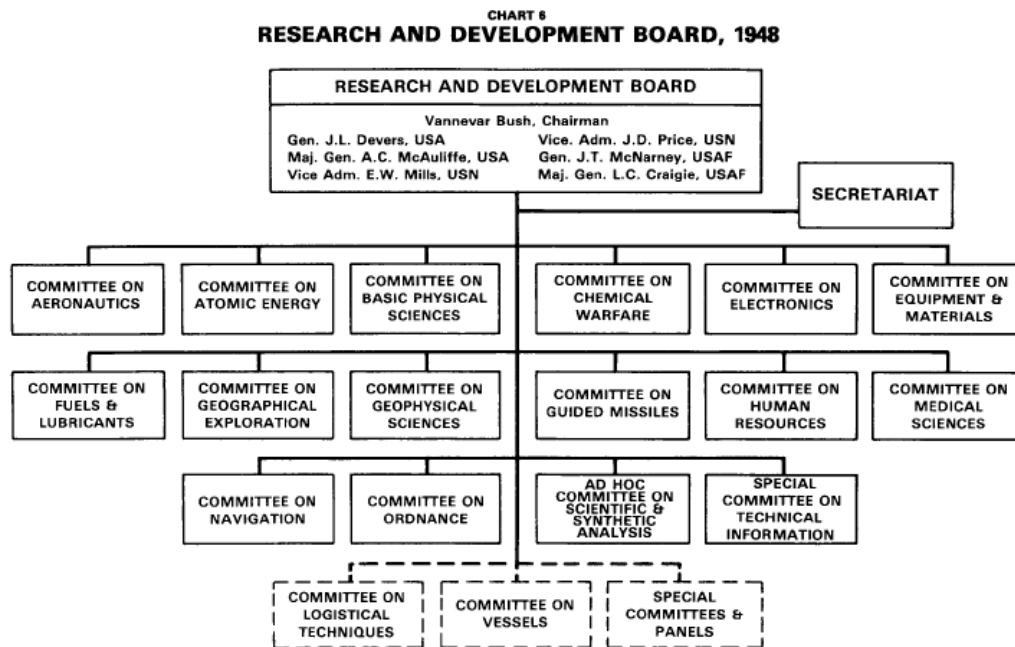 CHART 6
RESEARCH AND DEVELOPMENT BOARD, 1948
RESEARCH AND DEVELOPMENT BOARD
Vannevar Bush, Chairman
Gen. J.L. Devers, USA
Maj. Gen. A.C. McAuliffe, USA
Vice Adm. E.W. Mills, USN
Vice. Adm. J.D. Price, USN
Gen. J.T. McNarney, USAF
Maj. Gen. L.C. Craigie, USAF
SECRETARIAT
COMMITTEE ON
AERONAUTICS
COMMITTEE ON
ATOMIC ENERGY
COMMITTEE ON
BASIC PHYSICAL
SCIENCES
COMMITTEE ON
CHEMICAL
WARFARE
COMMITTEE ON
ELECTRONICS
COMMITTEE ON
EQUIPMENT &
MATERIALS
COMMITTEE ON
FUELS &
LUBRICANTS
COMMITTEE ON
GEOGRAPHICAL
EXPLORATION
COMMITTEE ON
GEOPHYSICAL
SCIENCES
COMMITTEE ON
GUIDED MISSILES
COMMITTEE ON
HUMAN
RESOURCES
COMMITTEE ON
MEDICAL
SCIENCES
COMMITTEE ON
NAVIGATION
COMMITTEE ON
ORDNANCE
AD HOC
COMMITTEE ON
SCIENTIFIC &
SYNTHETIC
ANALYSIS
SPECIAL
COMMITTEE ON
TECHNICAL
INFORMATION
COMMITTEE ON
LOGISTICAL
TECHNIQUES
COMMITTEE ON
VESSELS
SPECIAL
COMMITTEES &
PANELS